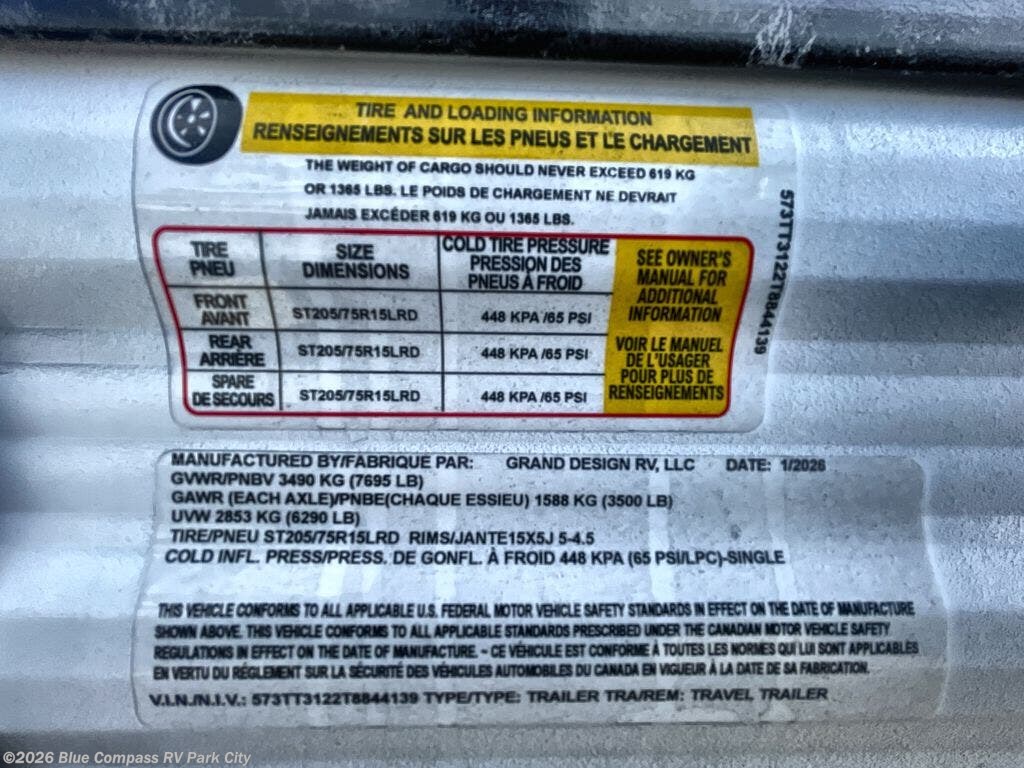 TIRE AND LOADING INFORMATION
RENSEIGNEMENTS SUR LES PNEUS ET LE CHARGEMENT
THE WEIGHT OF CARGO SHOULD NEVER EXCEED 619 KG
OR 1365 LBS. LE POIDS DE CHARGEMENT NE DEVRAIT
JAMAIS EXCÉDER 619 KG OU 1365 LBS.
TIRE
PNEU
SIZE
DIMENSIONS
COLD TIRE PRESSURE
PRESSION DES
PNEUS À FROID
FRONT
AVANT
ST205/75R15LRD
448 KPA /65 PSI
REAR
ARRIÈRE
ST205/75R15LRD
448 KPA /65 PSI
SPARE
DE SECOURS
ST205/75R15LRD
448 KPA /65 PSI
SEE OWNER'S
MANUAL FOR
ADDITIONAL
INFORMATION
VOIR LE MANUEL
DE L'USAGER
POUR PLUS DE
RENSEIGNEMENTS
573TT3122T8844139
MANUFACTURED BY/FABRIQUE PAR: GRAND DESIGN RV, LLC DATE: 1/2026
GVWR/PNBV 3490 KG (7695 LB)
GAWR (EACH AXLE)/PNBE(CHAQUE ESSIEU) 1588 KG (3500 LB)
UVW 2853 KG (6290 LB)
TIRE/PNEU ST205/75R15LRD RIMS/JANTE15X5J 5-4.5
COLD INFL. PRESS/PRESS. DE GONFL. À FROID 448 KPA (65 PSI/LPC)-SINGLE
THIS VEHICLE CONFORMS TO ALL APPLICABLE U.S. FEDERAL MOTOR VEHICLE SAFETY STANDARDS IN EFFECT ON THE DATE OF MANUFACTURE
SHOWN ABOVE. THIS VEHICLE CONFORMS TO ALL APPLICABLE STANDARDS PRESCRIBED UNDER THE CANADIAN MOTOR VEHICLE SAFETY
REGULATIONS IN EFFECT ON THE DATE OF MANUFACTURE. - CE VÉHICULE EST CONFORME À TOUTES LES NORMES QUI LUI SONT APPLICABLES
EN VERTU DU RÉGLEMENT SUR LA SÉCURITÉ DES VÉHICULES AUTOMOBILES DU CANADA EN VIGUEUR À LA DATE DE SA FABRICATION.
V.I.N./N.I.V.: 573TT3122T8844139 TYPE/TYPE: TRAILER TRA/REM: TRAVEL TRAILER
©2026 Blue Compass RV Park City